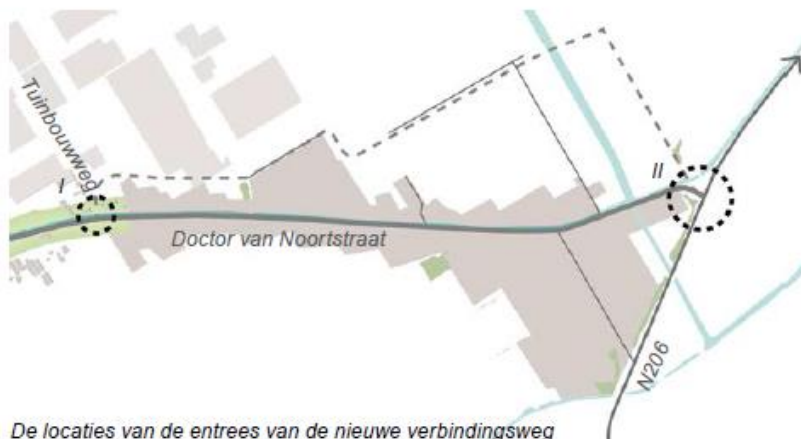 Tuinbouwweg
I
II
Doctor van Noortstraat
N206
De locaties van de entrees van de nieuwe verbindingsweg